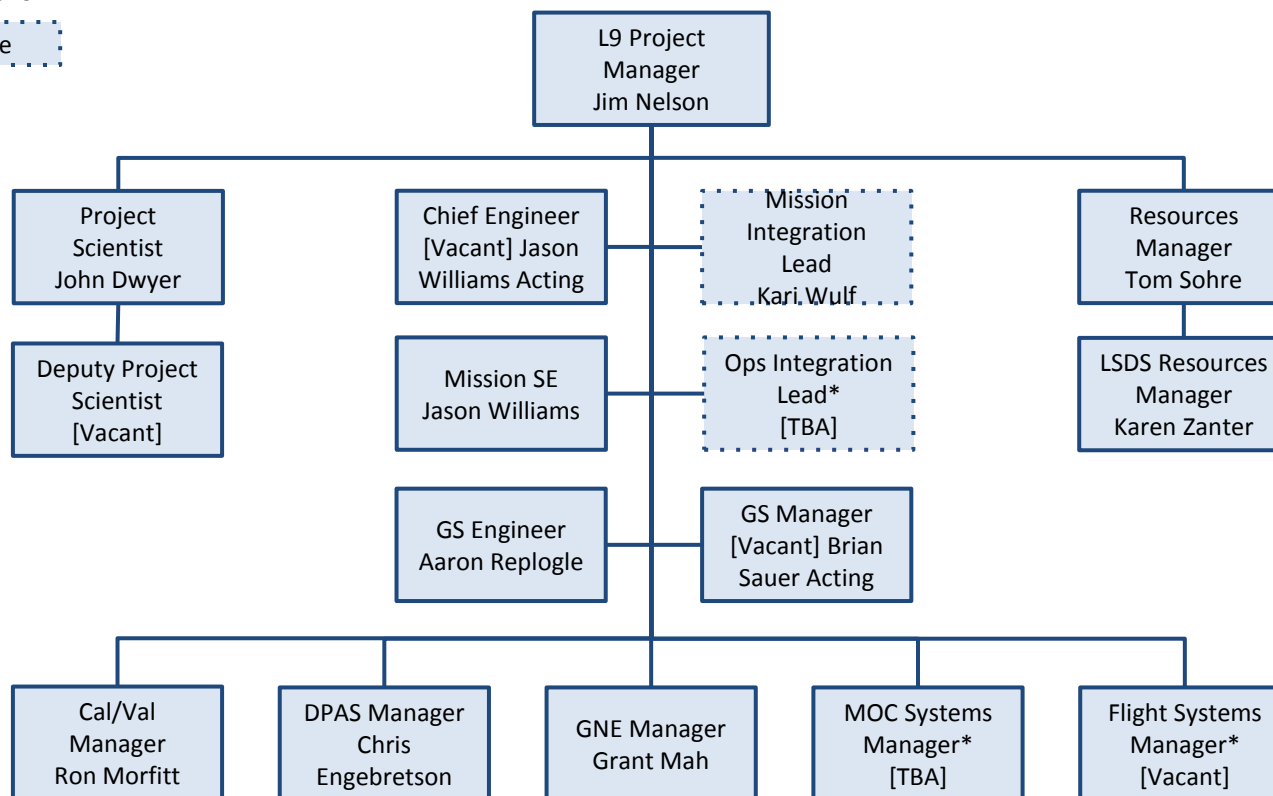 e
L9 Project
Manager
Jim Nelson
Project
Scientist
John Dwyer
Chief Engineer
[Vacant] Jason
Williams Acting
Mission
Integration
Lead
Kari Wulf
Resources
Manager
Tom Sohre
Deputy Project
Scientist
[Vacant]
Mission SE
Jason Williams
Ops Integration
Lead*
[TBA]
LSDS Resources
Manager
Karen Zanter
GS Engineer
Aaron Replogle
GS Manager
[Vacant] Brian
Sauer Acting
Cal/Val
Manager
Ron Morfitt
DPAS Manager
Chris
Engebretson
GNE Manager
Grant Mah
MOC Systems
Manager*
[TBA]
Flight Systems
Manager*
[Vacant]